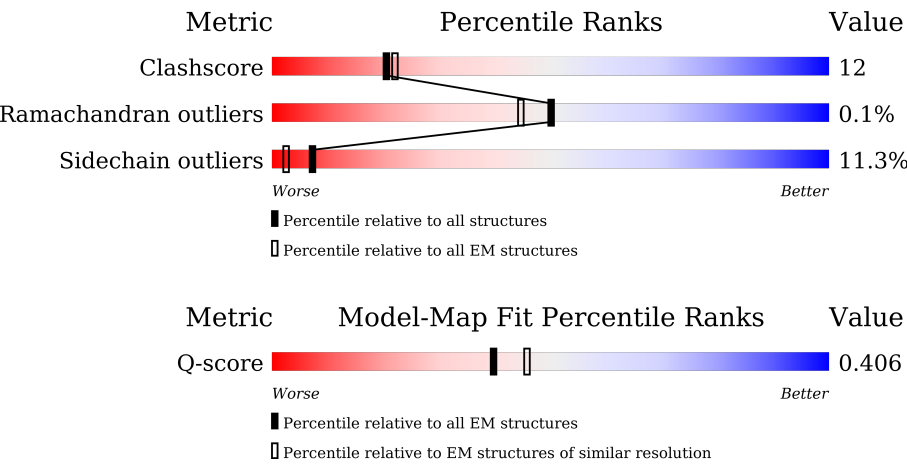 Metric Percentile Ranks Value
Clashscore 12
Ramachandran outliers 0.1%
Sidechain outliers 11.3%
Worse Better
Percentile relative to all structures
Percentile relative to all EM structures
Metric Model-Map Fit Percentile Ranks Value
Q-score 0.406
Worse Better
Percentile relative to all EM structures
Percentile relative to EM structures of similar resolution